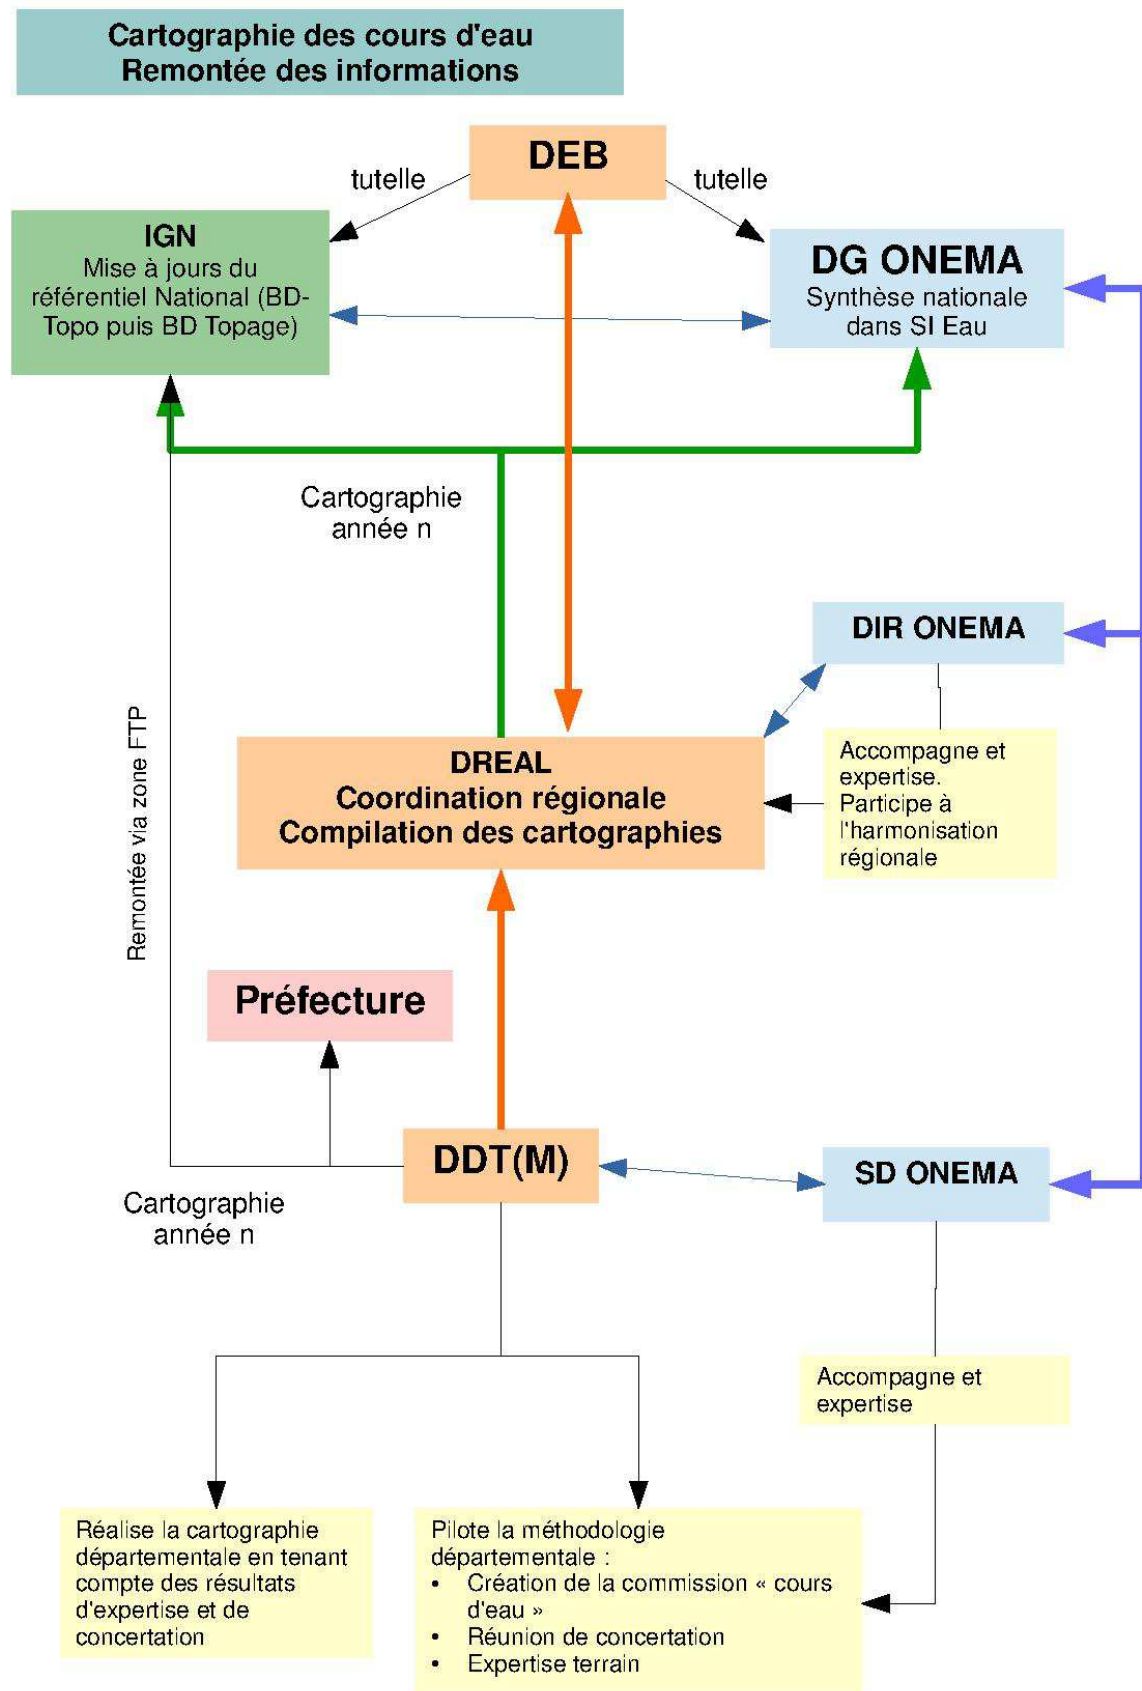 Cartographie des cours d'eau
Remontée des informations
DEB
tutelle
tutelle
IGN
Mise à jours du
référentiel National (BD-
Topo puis BD Topage)
DG ONEMA
Synthèse nationale
dans SI Eau
Cartographie
année n
DIR ONEMA
Remontée via zone FTP
DREAL
Coordination régionale
Compilation des cartographies
Accompagne et
expertise.
Participe à
l'harmonisation
régionale
Préfecture
DDT(M)
SD ONEMA
Cartographie
année n
Accompagne et
expertise
Réalise la cartographie
départementale en tenant
compte des résultats
d'expertise et de
concertation
Pilote la méthodologie
départementale :
• Création de la commission « cours
d'eau »
• Réunion de concertation
• Expertise terrain